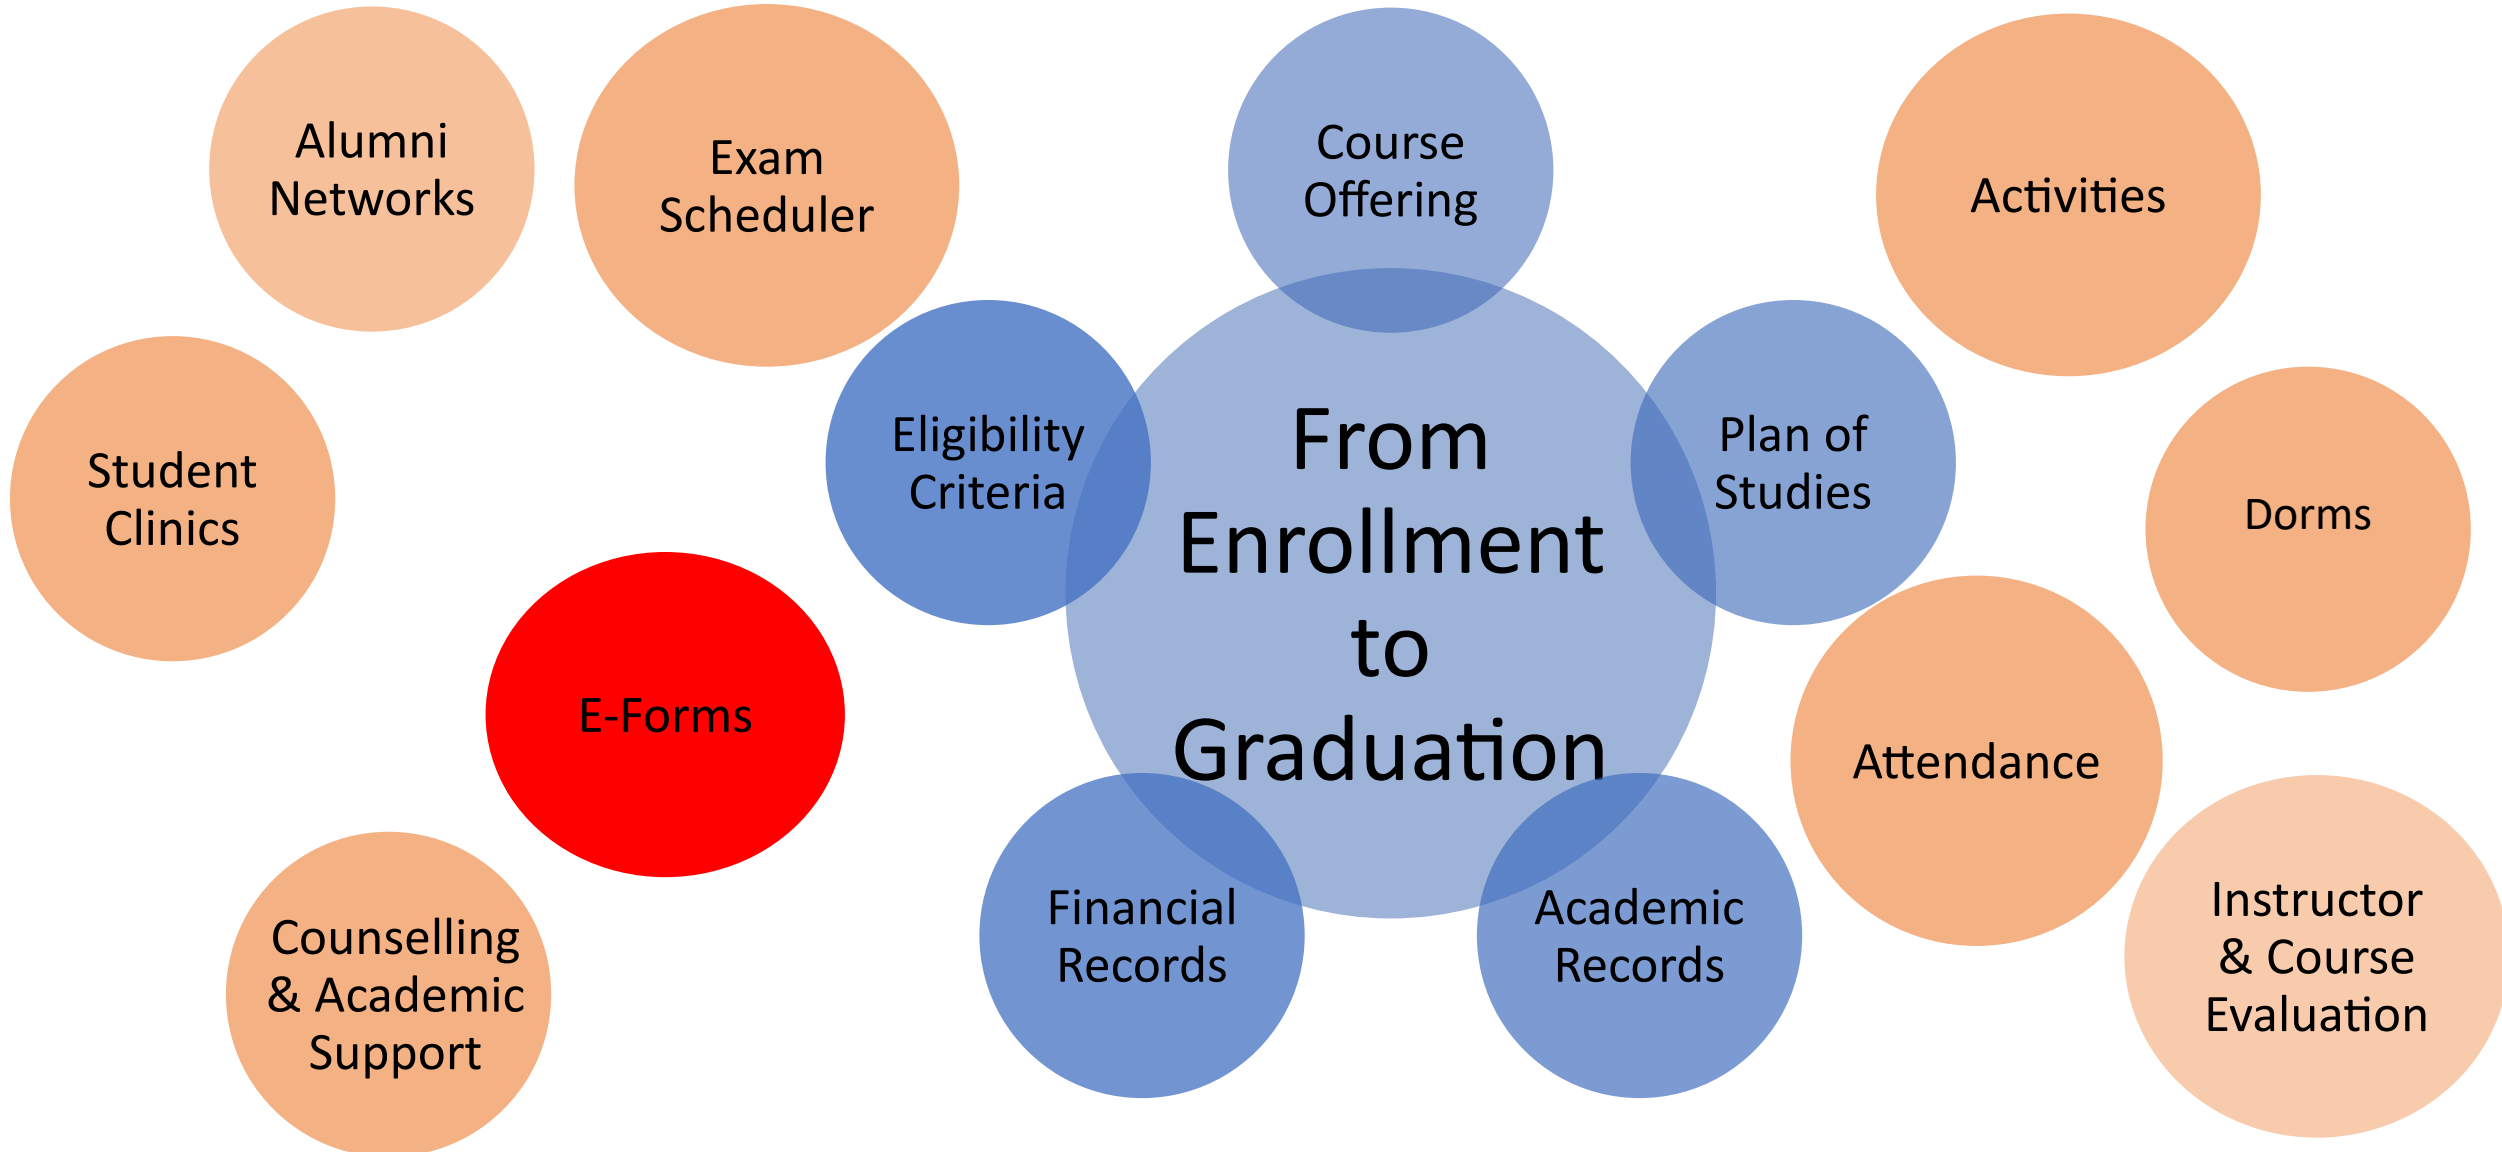 Alumni
Networks
Exam
Scheduler
Course
Offering
Activities
Student
Clinics
Eligibility
Criteria
From
Enrollment
to
Graduation
Plan of
Studies
Dorms
E-Forms
Attendance
Counselling
& Academic
Support
Financial
Records
Academic
Records
Instructor
& Course
Evaluation